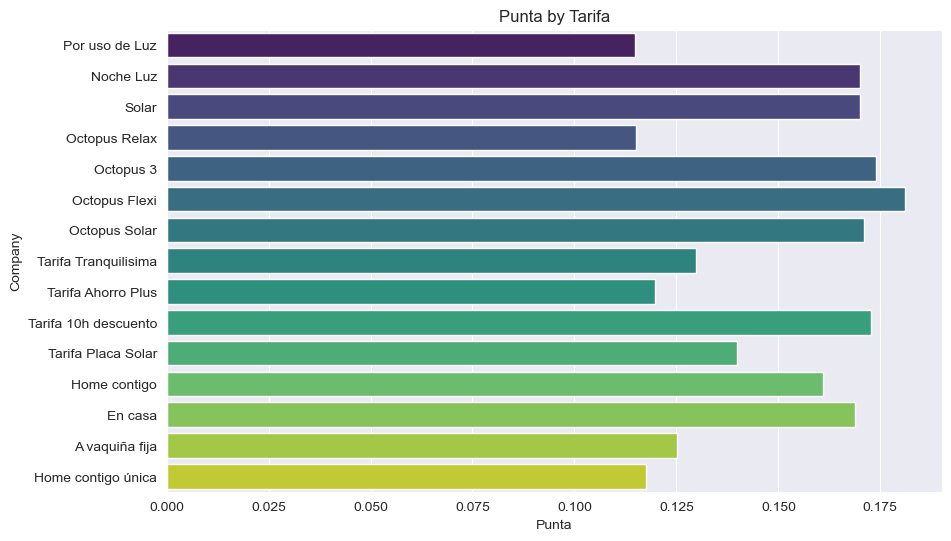 Punta by Tarifa
Company
Por uso de Luz
Noche Luz
Solar
Octopus Relax
Octopus 3
Octopus Flexi
Octopus Solar
Tarifa Tranquilisima
Tarifa Ahorro Plus
Tarifa 10h descuento
Tarifa Placa Solar
Home contigo
En casa
A vaquiña fija
Home contigo única
0.000 0.025 0.050 0.075 0.100 0.125 0.150 0.175
Punta